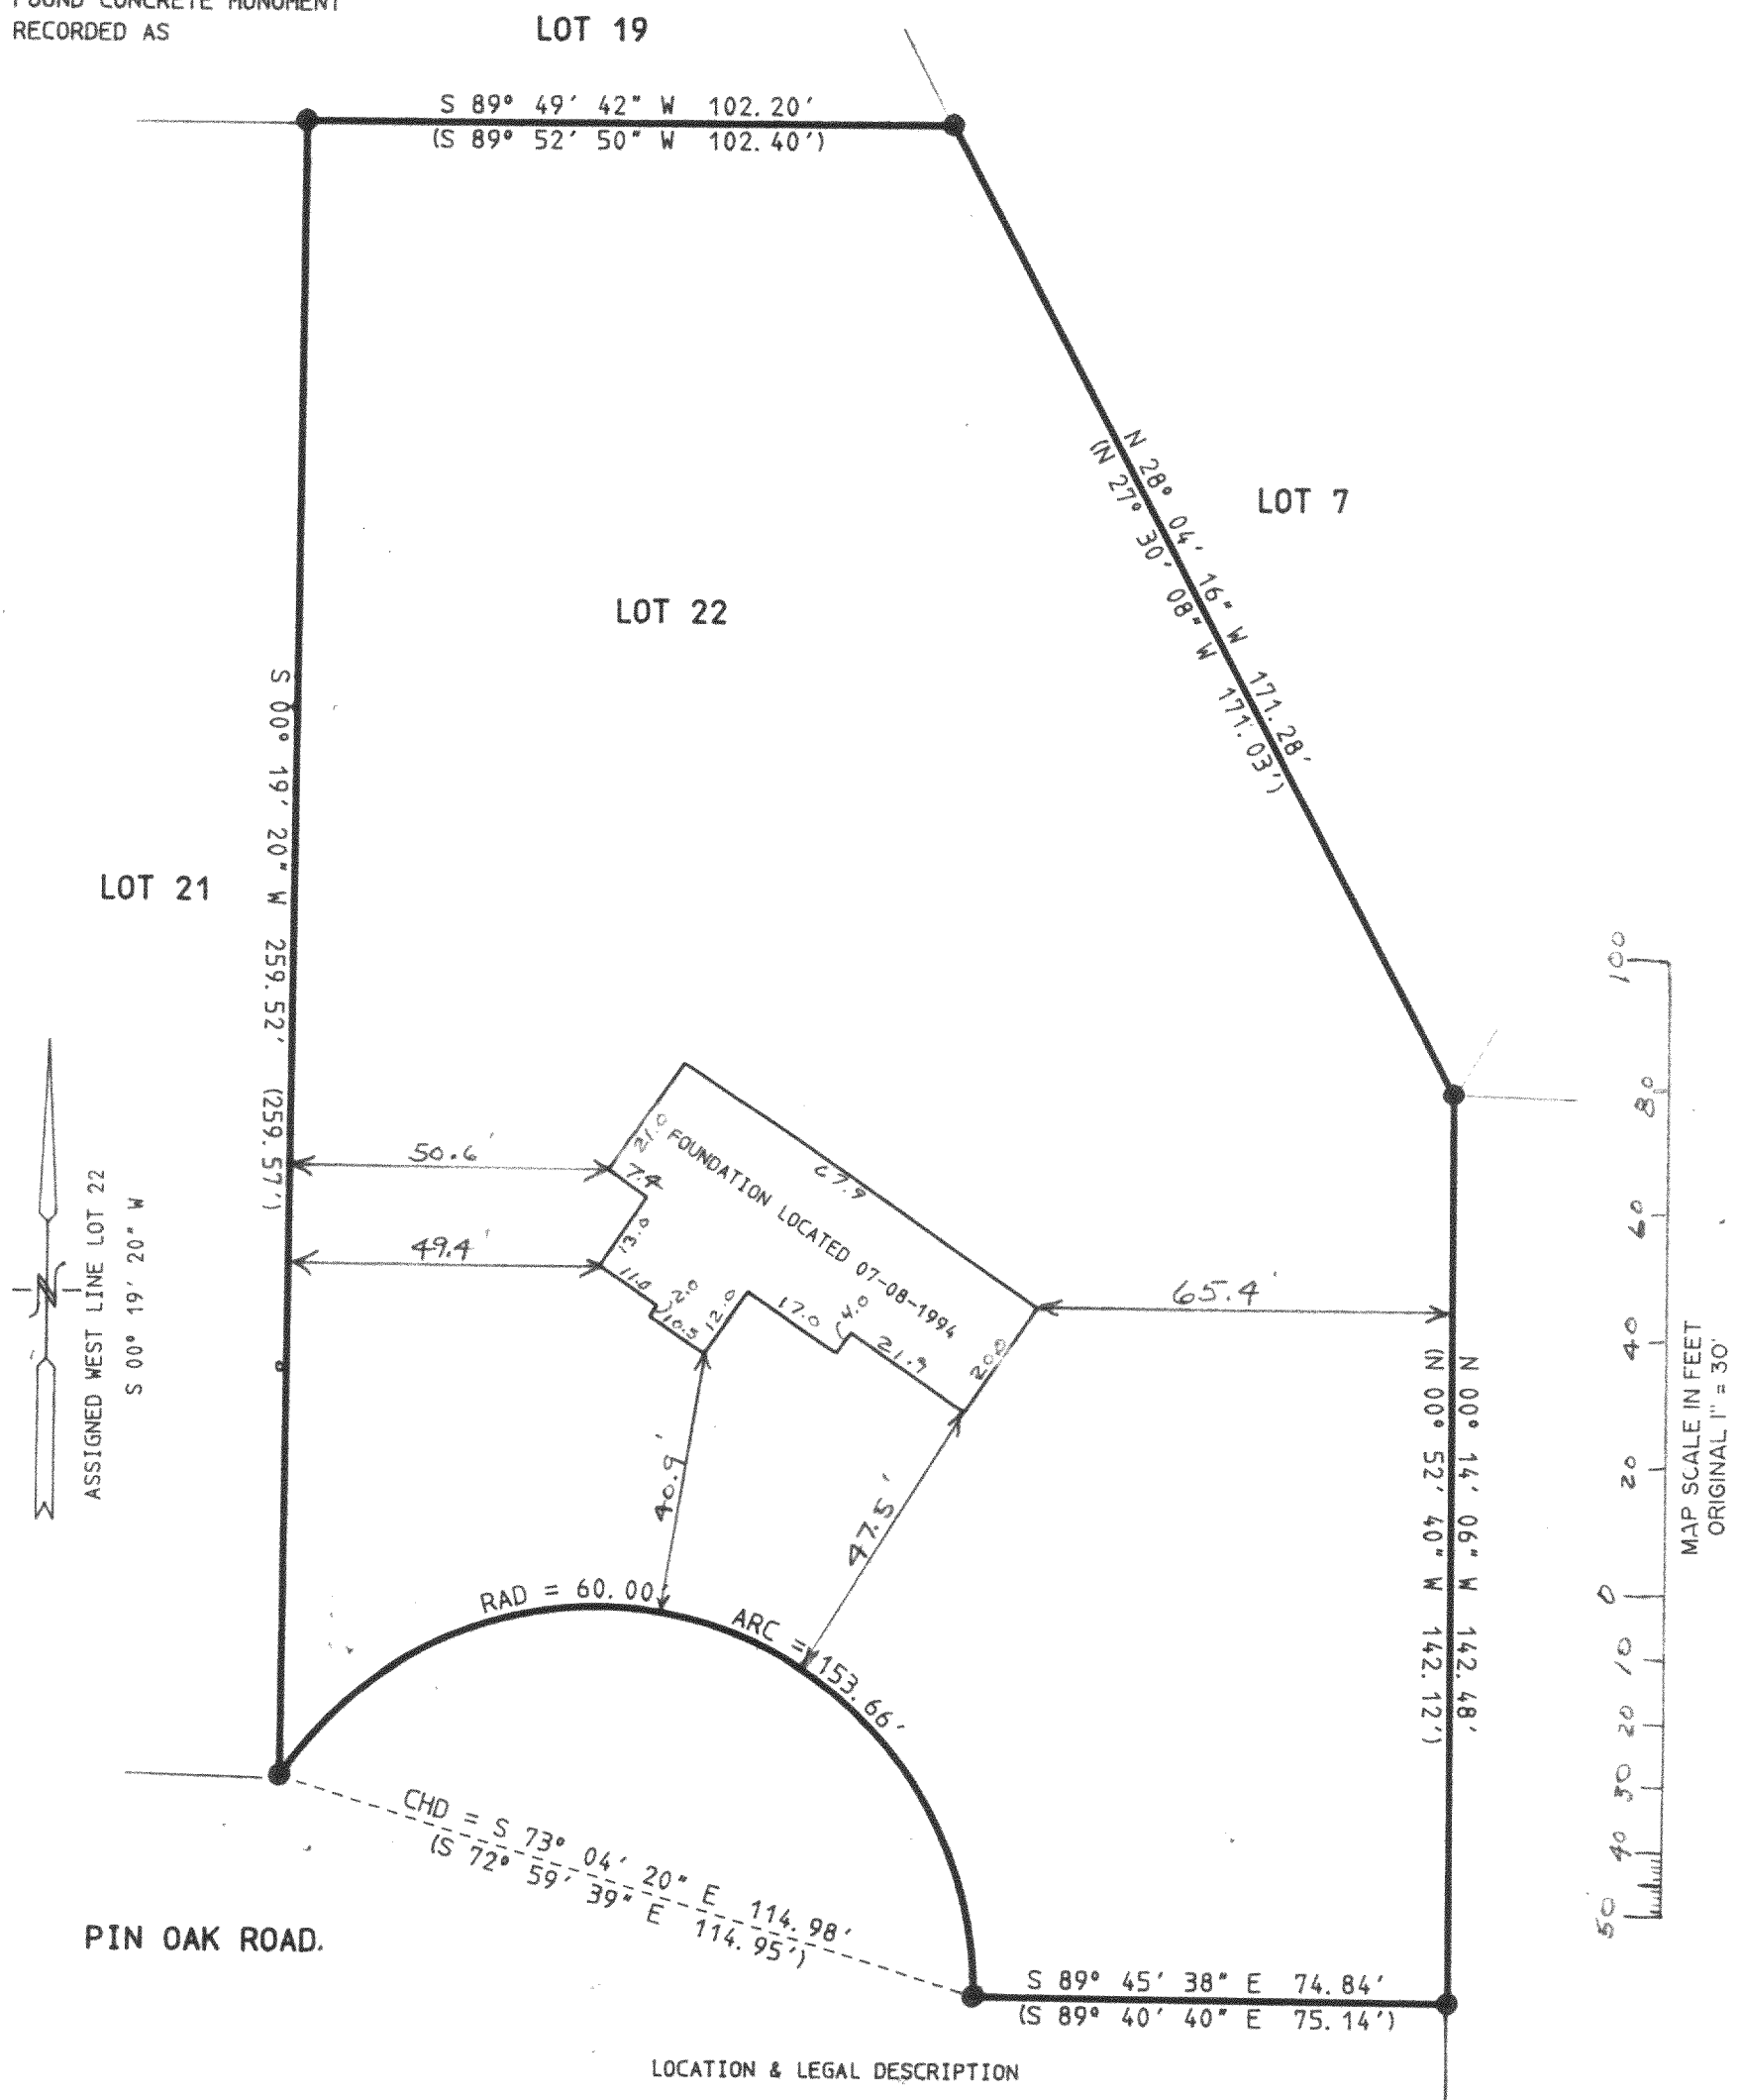 FOUND CONCRETE MONUMENT
RECORDED AS
LOT 19
S 89° 49' 42" W 102.20'
(S 89° 52' 50" W 102.40')
N 28° 04' 16" W 171.28'
(N 27° 30' 08" W 171.03')
LOT 7
LOT 22
S 00° 19' 20" W 259.52' (259.57')
LOT 21
ASSIGNED WEST LINE LOT 22
S 00° 19' 20" W
N
50.6'
49.4'
21.0
7.4
13.0
11.0
2.0
10.5
12.0
17.0
4.0
21.9
20.0
67.9
FOUNDATION LOCATED 07-08-1994
65.4'
40.9'
47.5'
N 00° 14' 06" W 142.48'
(N 00° 52' 40" W 142.12')
100
80
60
40
20
0
10
20
30
40
50
MAP SCALE IN FEET
ORIGINAL 1" = 30'
RAD = 60.00'
ARC = 153.66'
CHD = S 73° 04' 20" E 114.98'
(S 72° 59' 39" E 114.95')
PIN OAK ROAD.
S 89° 45' 38" E 74.84'
(S 89° 40' 40" E 75.14')
LOCATION & LEGAL DESCRIPTION